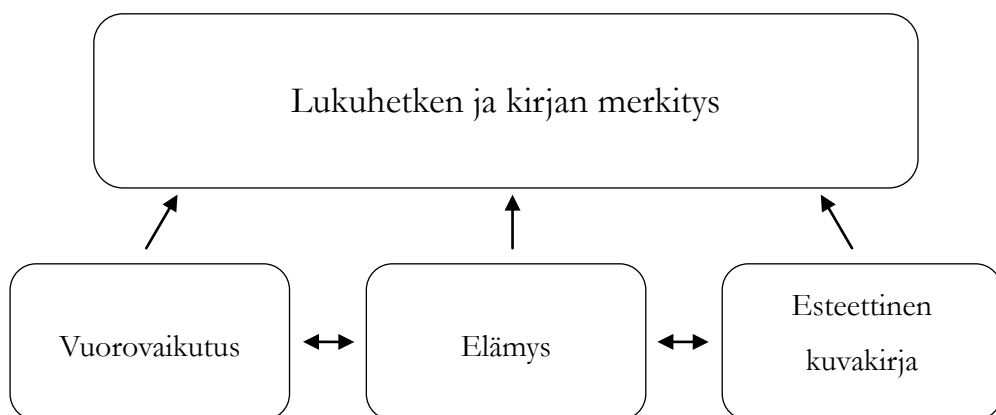 Lukuhetken ja kirjan merkitys
Vuorovaikutus
Elämys
Esteettinen
kuvakirja